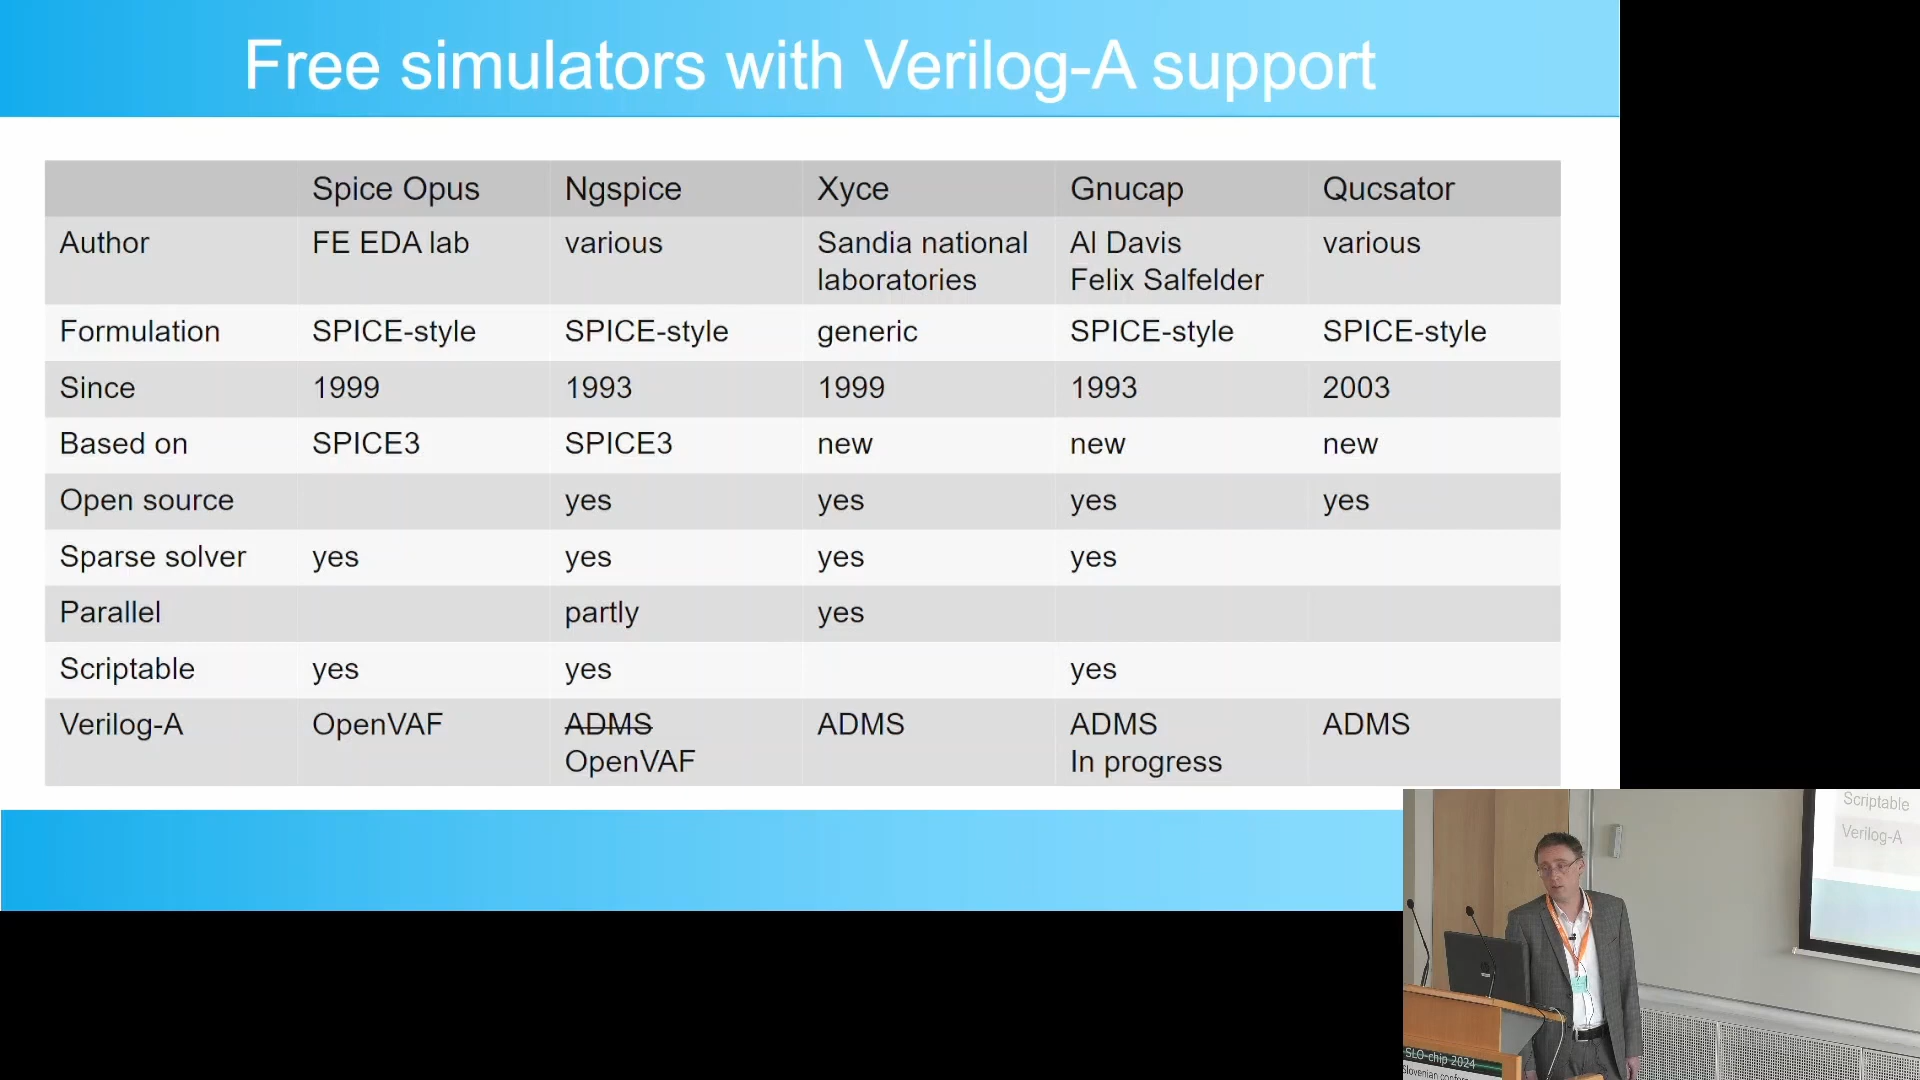 Free simulators with Verilog-A support
Spice Opus Ngspice Xyce Gnucap Qucsator
Author FE EDA lab various Sandia national laboratories Al Davis Felix Salfelder various
Formulation SPICE-style SPICE-style generic SPICE-style SPICE-style
Since 1999 1993 1999 1993 2003
Based on SPICE3 SPICE3 new new new
Open source yes yes yes yes
Sparse solver yes yes yes yes
Parallel partly yes
Scriptable yes yes yes
Verilog-A OpenVAF ADMS OpenVAF ADMS ADMS In progress ADMS
Scriptable
Verilog-A
SLO-chip 2024
Slovenian